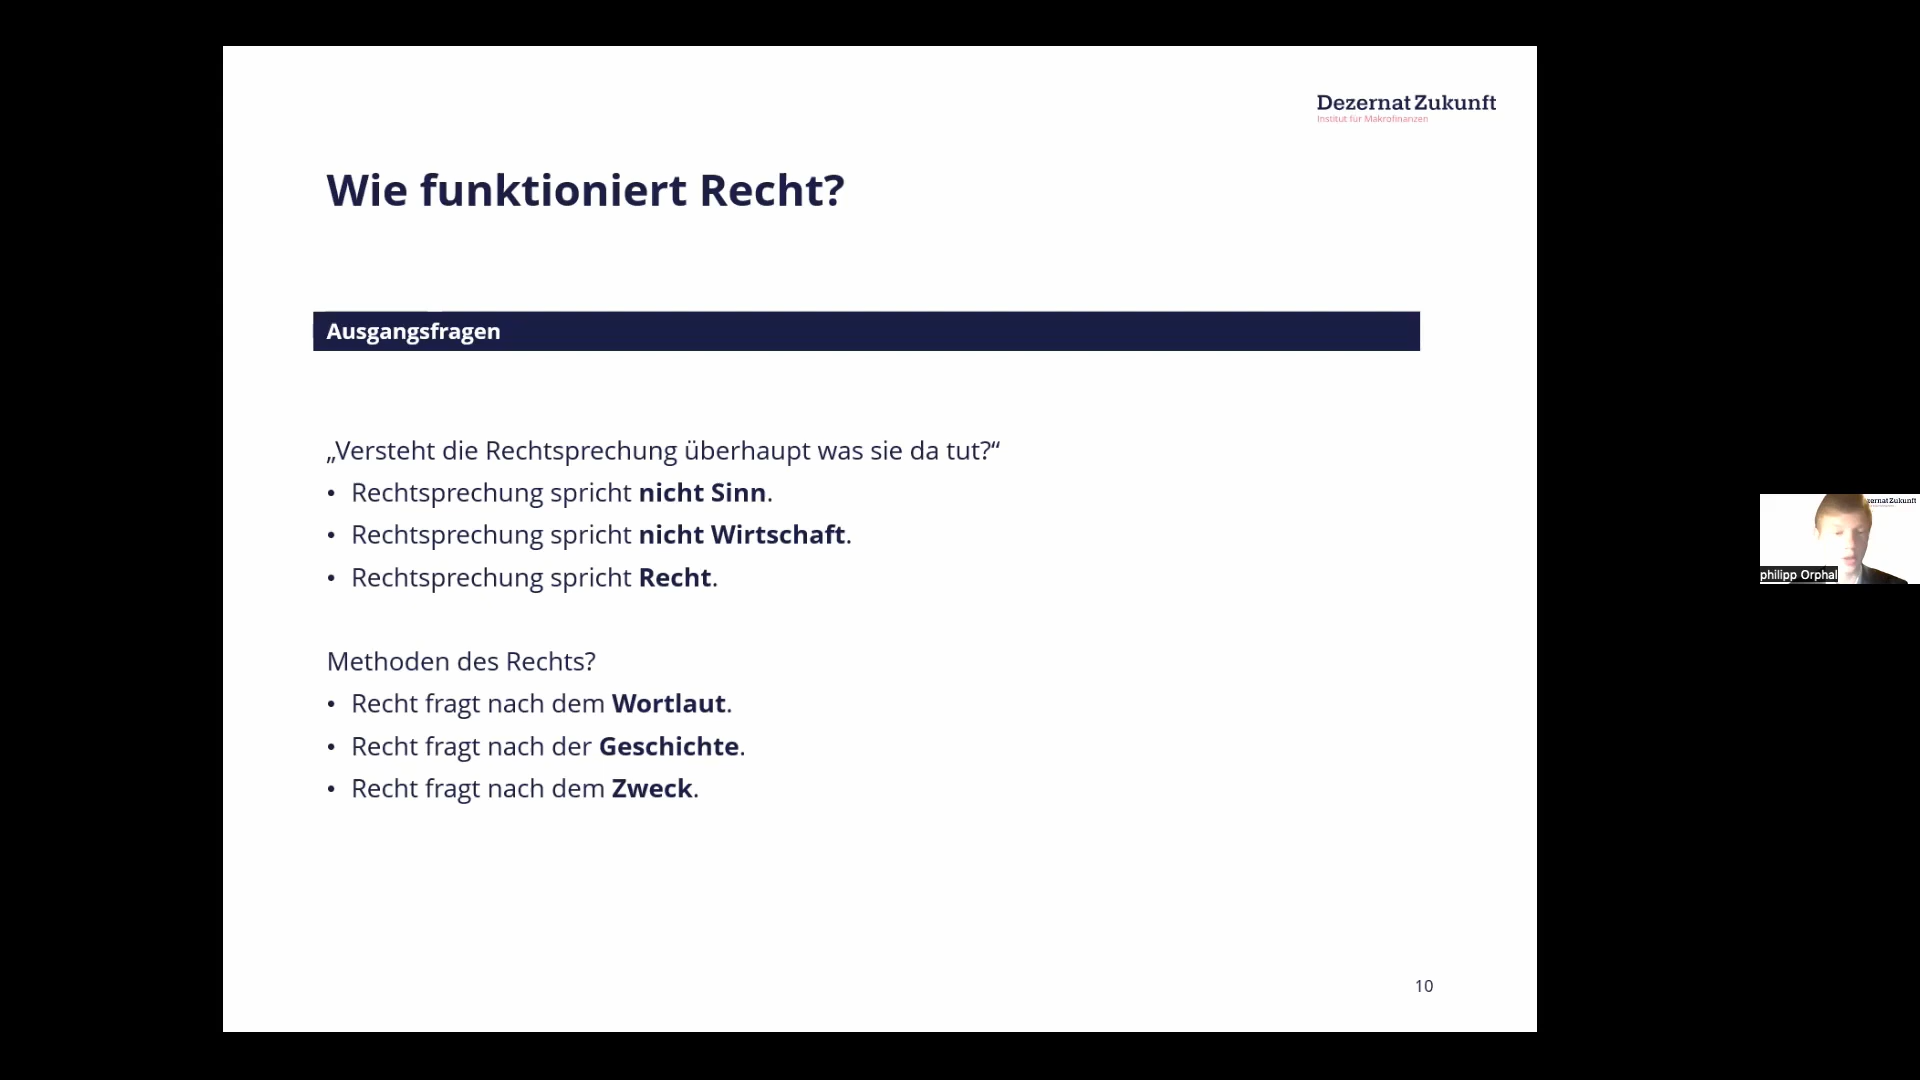 Dezernat Zukunft
Institut für Makrofinanzen
Wie funktioniert Recht?
Ausgangsfragen
„Versteht die Rechtsprechung überhaupt was sie da tut?“
• Rechtsprechung spricht nicht Sinn.
• Rechtsprechung spricht nicht Wirtschaft.
• Rechtsprechung spricht Recht.
Methoden des Rechts?
• Recht fragt nach dem Wortlaut.
• Recht fragt nach der Geschichte.
• Recht fragt nach dem Zweck.
10
zernat Zukunft
philipp Orphal